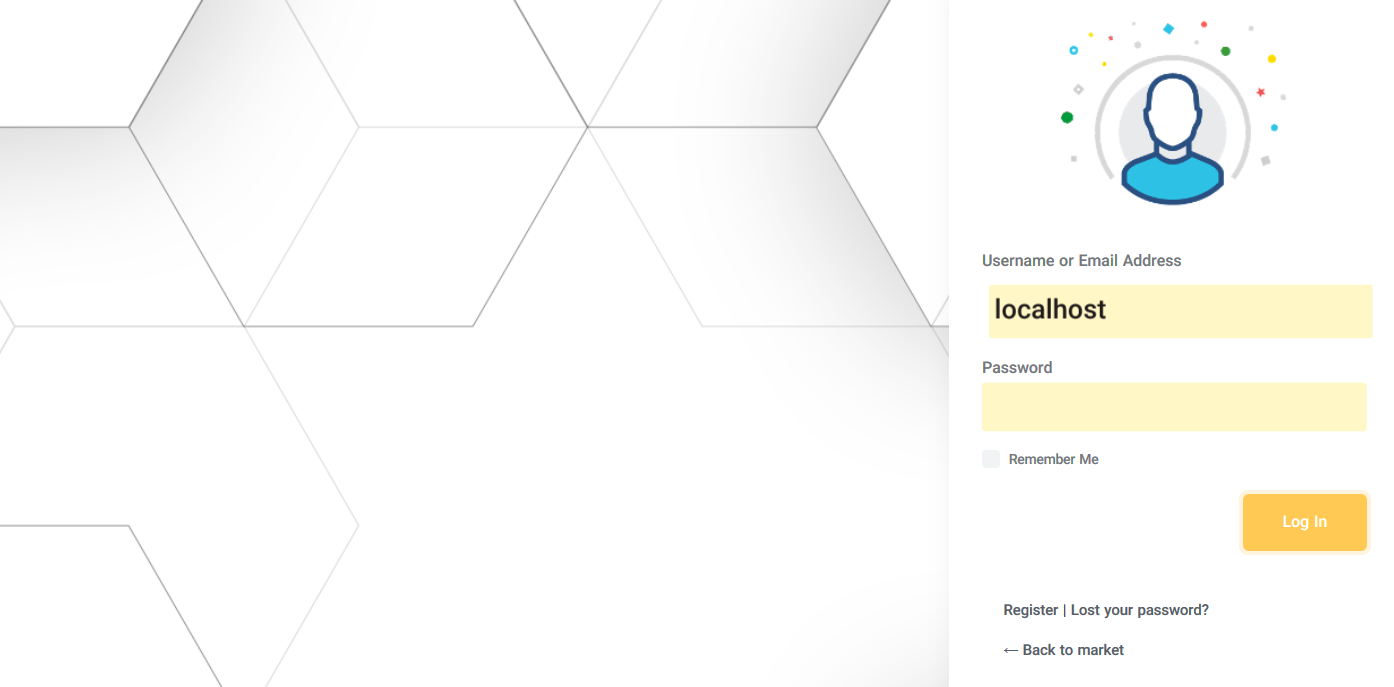 Username or Email Address
localhost
Password
Remember Me
Log In
Register | Lost your password?
← Back to market